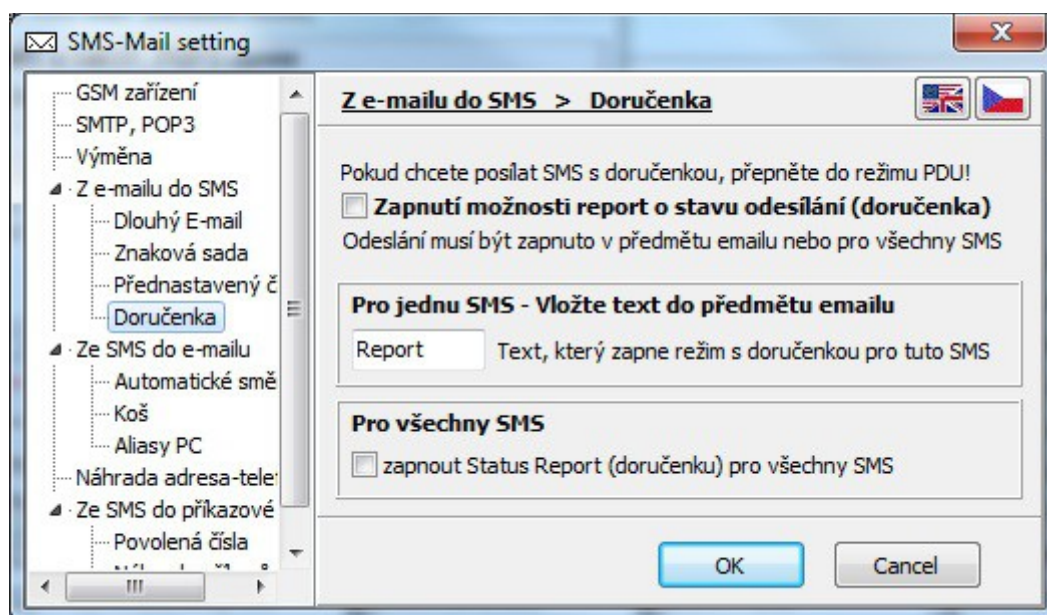 SMS-Mail setting
GSM zařízení
SMTP, POP3
Výměna
Z e-mailu do SMS
Dlouhý E-mail
Znaková sada
Přednastavený č
Doručenka
Ze SMS do e-mailu
Automatické smě
Koš
Aliasy PC
Náhrada adresa-tele
Ze SMS do příkazové
Povolená čísla
Z e-mailu do SMS > Doručenka
Pokud chcete posílat SMS s doručenkou, přepněte do režimu PDU!
Zapnutí možnosti report o stavu odesílání (doručenka)
Odeslání musí být zapnuto v předmětu emailu nebo pro všechny SMS
Pro jednu SMS - Vložte text do předmětu emailu
Report Text, který zapne režim s doručenkou pro tuto SMS
Pro všechny SMS
zapnout Status Report (doručenku) pro všechny SMS
OK Cancel